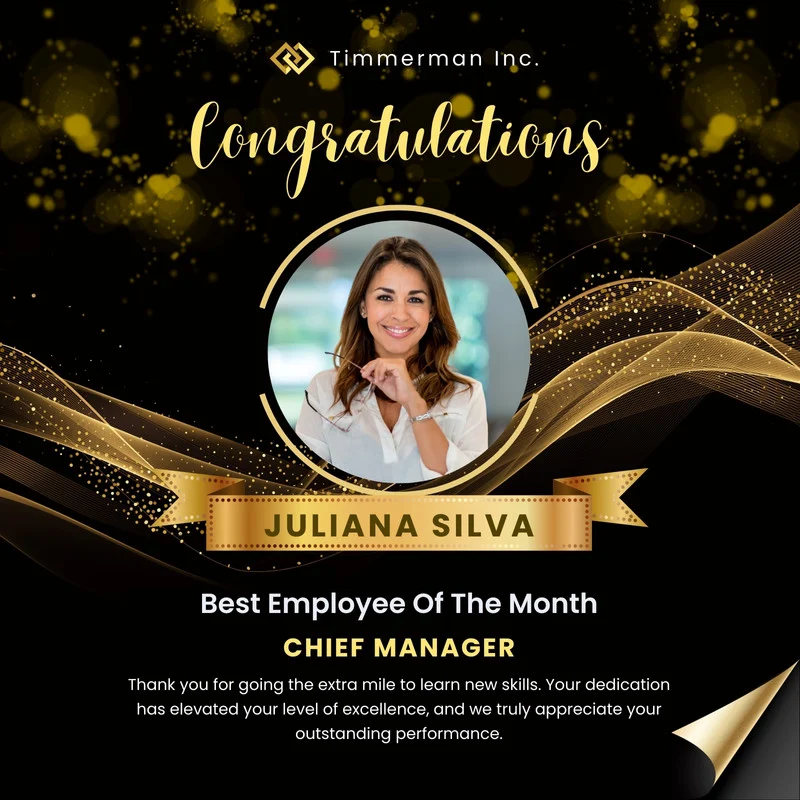 Timmerman Inc.
Congratulations
JULIANA SILVA
Best Employee Of The Month
CHIEF MANAGER
Thank you for going the extra mile to learn new skills. Your dedication
has elevated your level of excellence, and we truly appreciate your
outstanding performance.